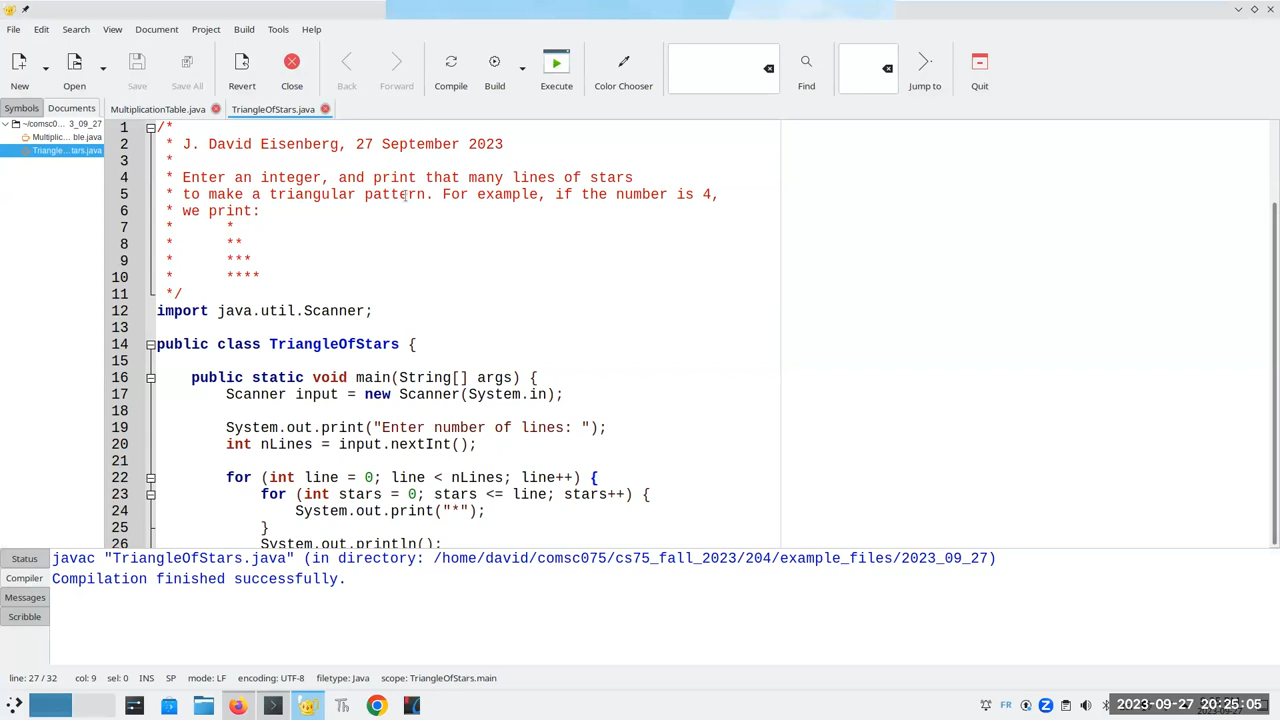 File Edit Search View Document Project Build Tools Help
New Open Save Save All Revert Close Back Forward Compile Build Execute Color Chooser Find Jump to Quit
Symbols Documents MultiplicationTable.java TriangleOfStars.java
~/comsc0... 3_09_27
Multiplic...ble.java
Triangle...tars.java
1 /*
2 * J. David Eisenberg, 27 September 2023
3 *
4 * Enter an integer, and print that many lines of stars
5 * to make a triangular pattern. For example, if the number is 4,
6 * we print:
7 * *
8 * **
9 * ***
10 * ****
11 */
12 import java.util.Scanner;
13
14 public class TriangleOfStars {
15
16 public static void main(String[] args) {
17 Scanner input = new Scanner(System.in);
18
19 System.out.print("Enter number of lines: ");
20 int nLines = input.nextInt();
21
22 for (int line = 0; line < nLines; line++) {
23 for (int stars = 0; stars <= line; stars++) {
24 System.out.print("*");
25 }
26 System.out.println();
Status
Compiler
Messages
Scribble
javac "TriangleOfStars.java" (in directory: /home/david/comsc075/cs75_fall_2023/204/example_files/2023_09_27)
Compilation finished successfully.
line: 27 / 32 col: 9 sel: 0 INS SP mode: LF encoding: UTF-8 filetype: Java scope: TriangleOfStars.main
FR 2023-09-27 20:25:05